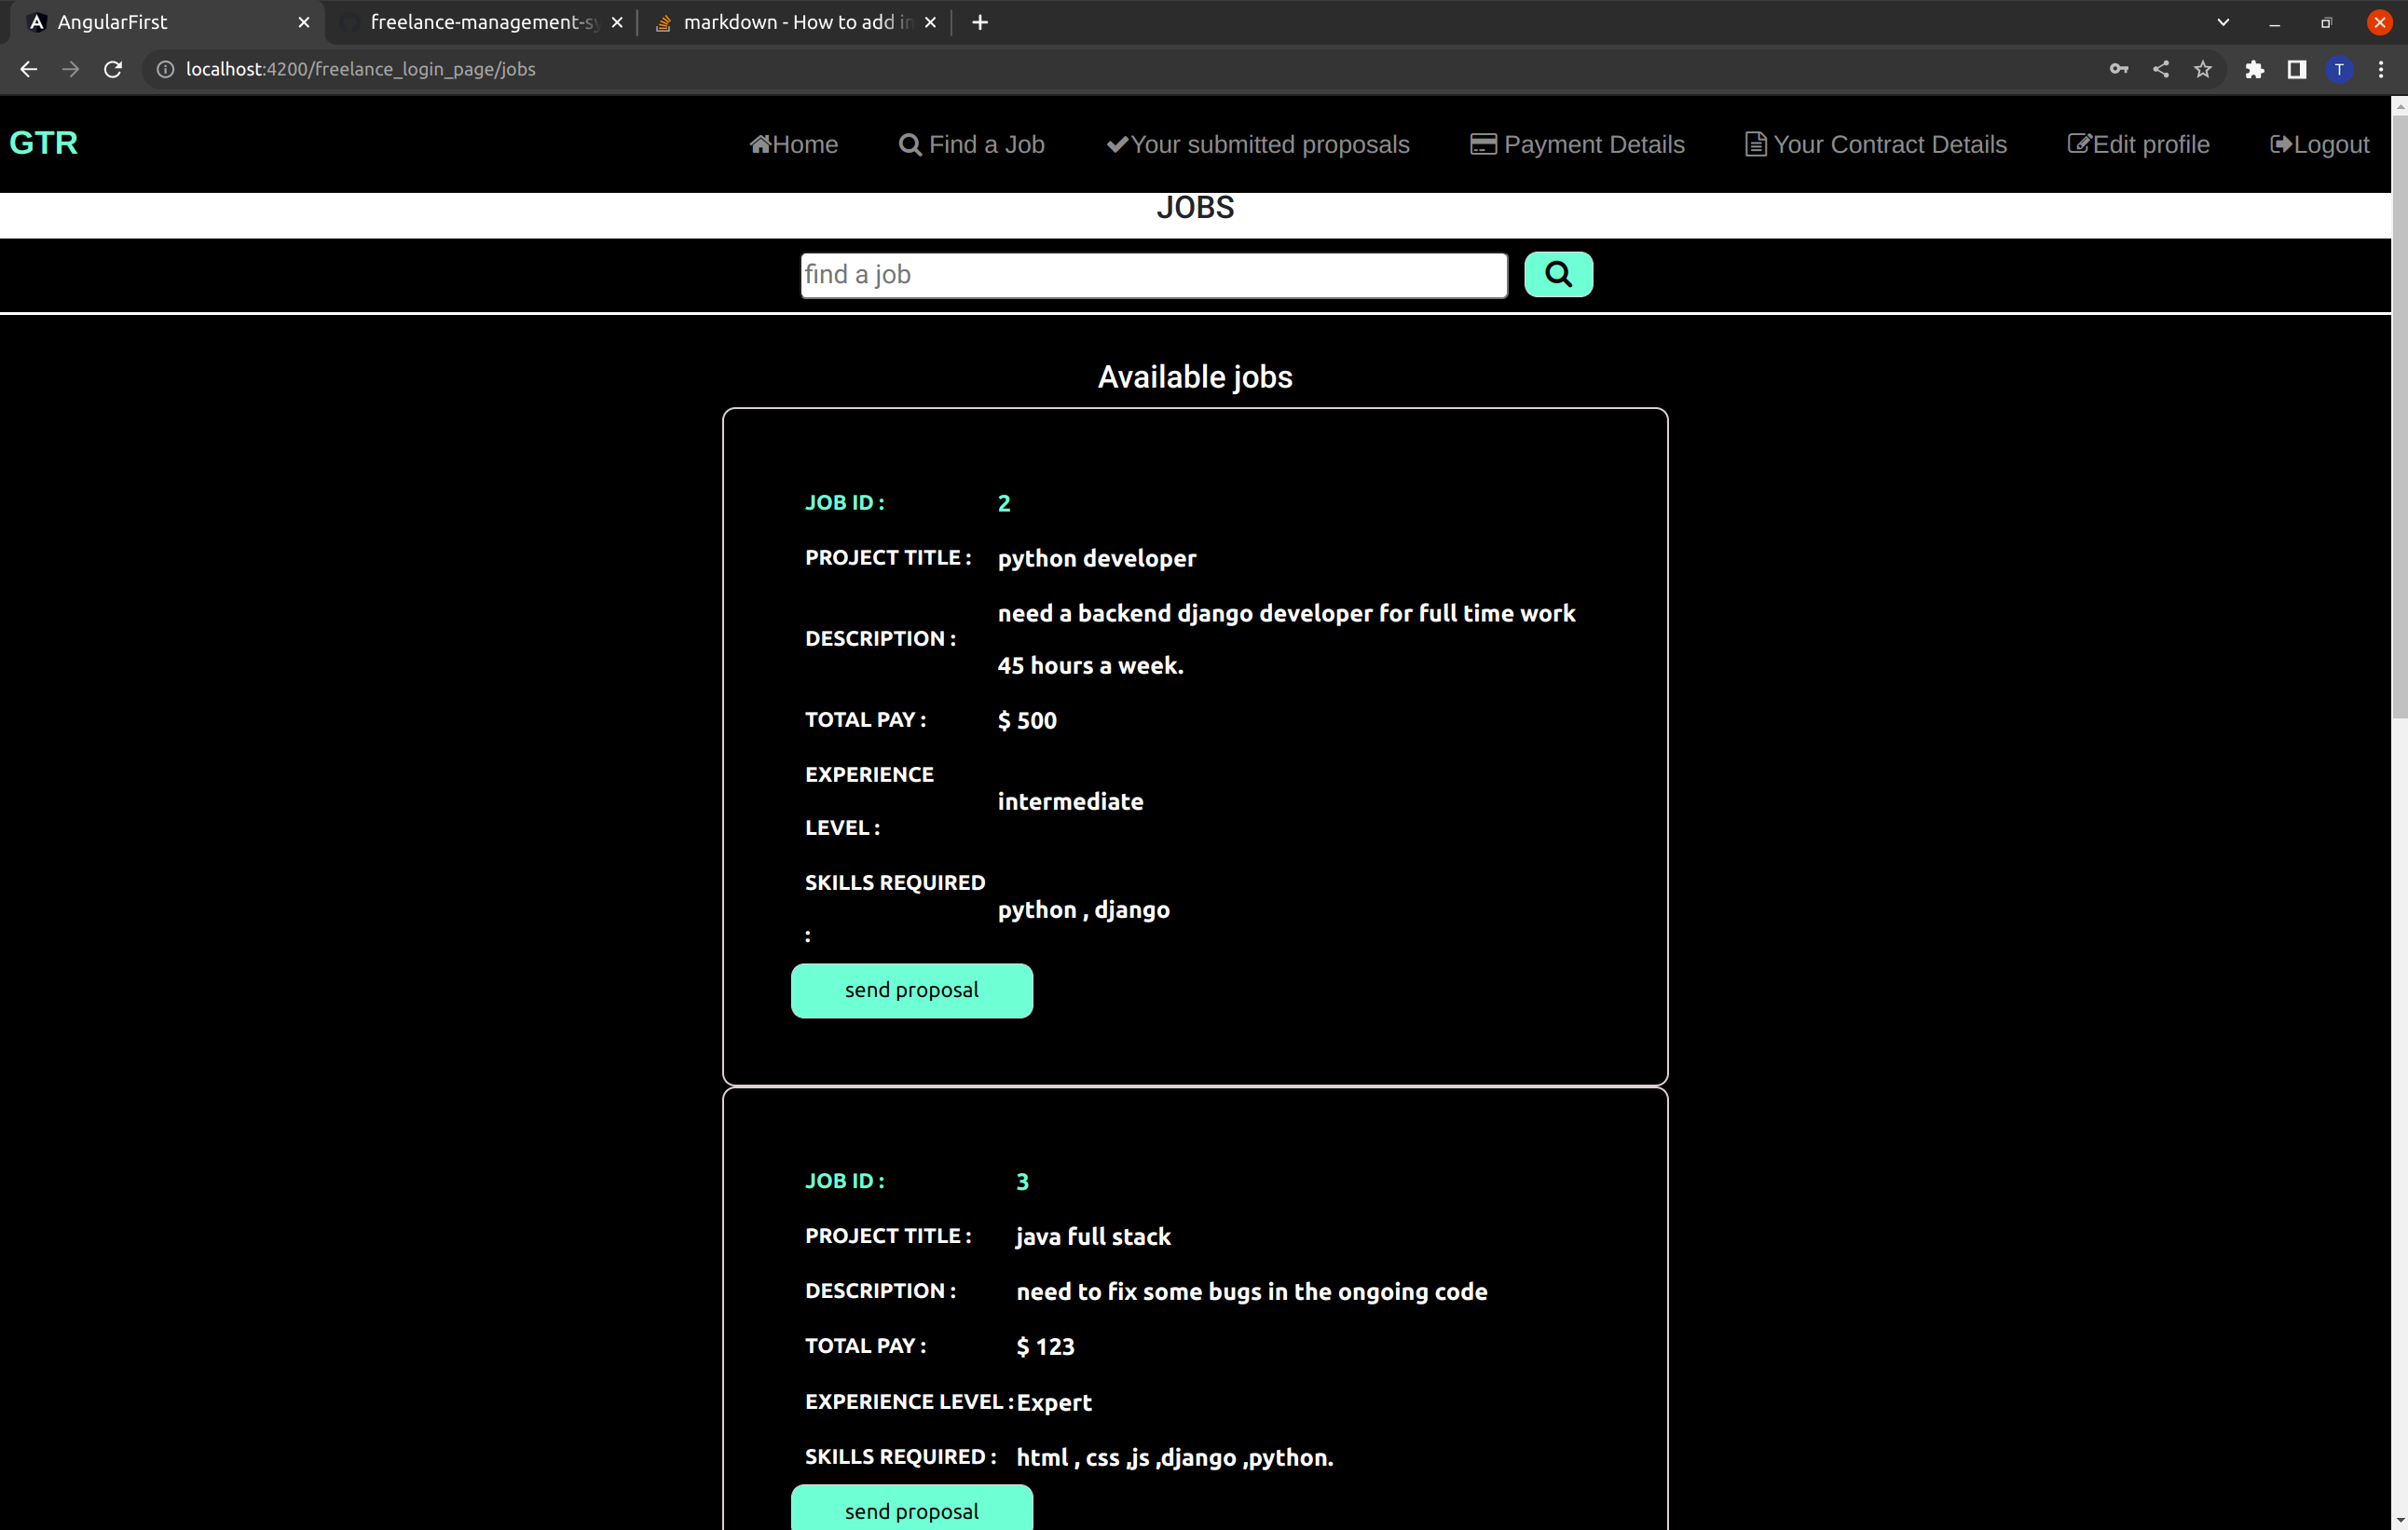 AngularFirst
freelance-management-sy
markdown - How to add in
localhost:4200/freelance_login_page/jobs
T
GTR
Home
Find a Job
Your submitted proposals
Payment Details
Your Contract Details
Edit profile
Logout
JOBS
find a job
Available jobs
JOB ID : 2
PROJECT TITLE : python developer
DESCRIPTION : need a backend django developer for full time work
45 hours a week.
TOTAL PAY : $ 500
EXPERIENCE
LEVEL : intermediate
SKILLS REQUIRED
: python , django
send proposal
JOB ID : 3
PROJECT TITLE : java full stack
DESCRIPTION : need to fix some bugs in the ongoing code
TOTAL PAY : $ 123
EXPERIENCE LEVEL : Expert
SKILLS REQUIRED : html , css ,js ,django ,python.
send proposal